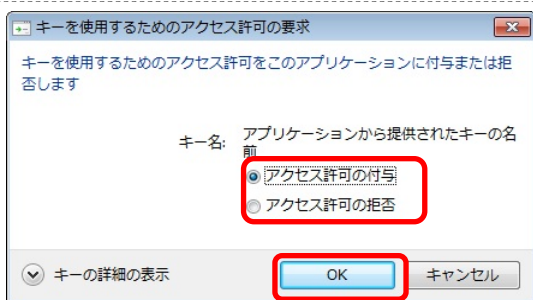 キーを使用するためのアクセス許可の要求
キーを使用するためのアクセス許可をこのアプリケーションに付与または拒
否します
キー名: アプリケーションから提供されたキーの名
前
アクセス許可の付与
アクセス許可の拒否
キーの詳細の表示 OK キャンセル